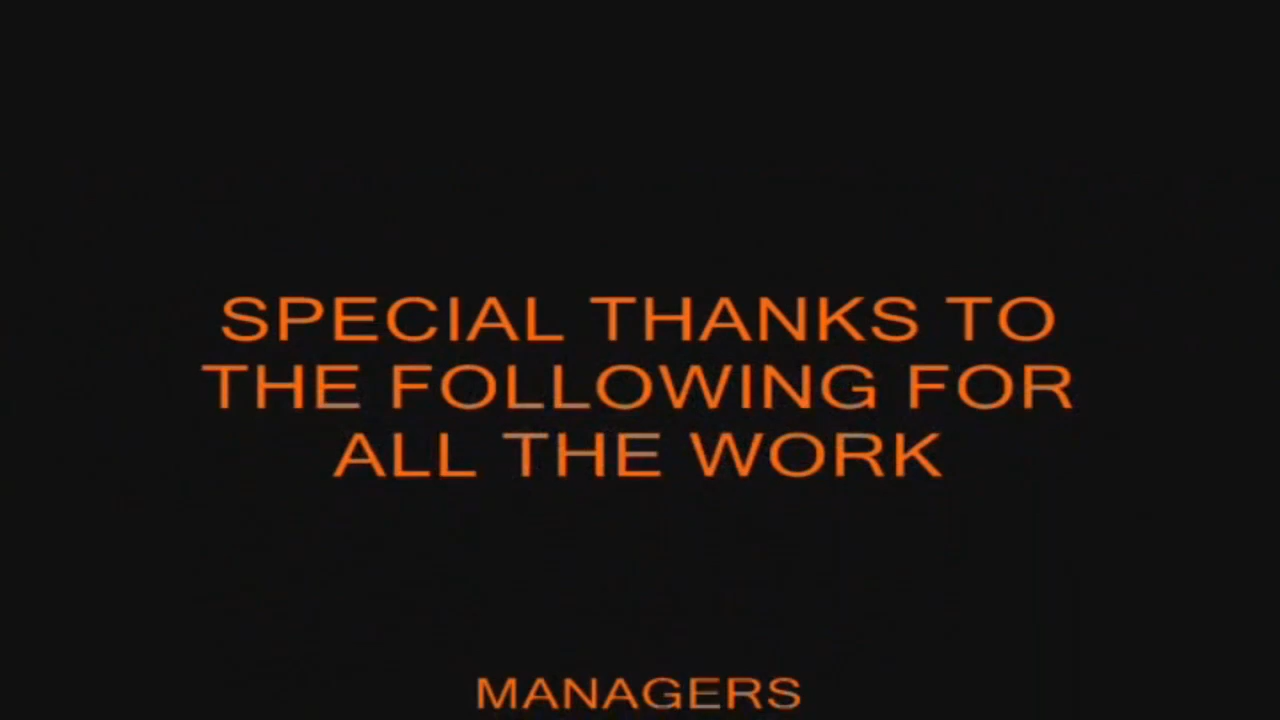 SPECIAL THANKS TO
THE FOLLOWING FOR
ALL THE WORK
MANAGERS